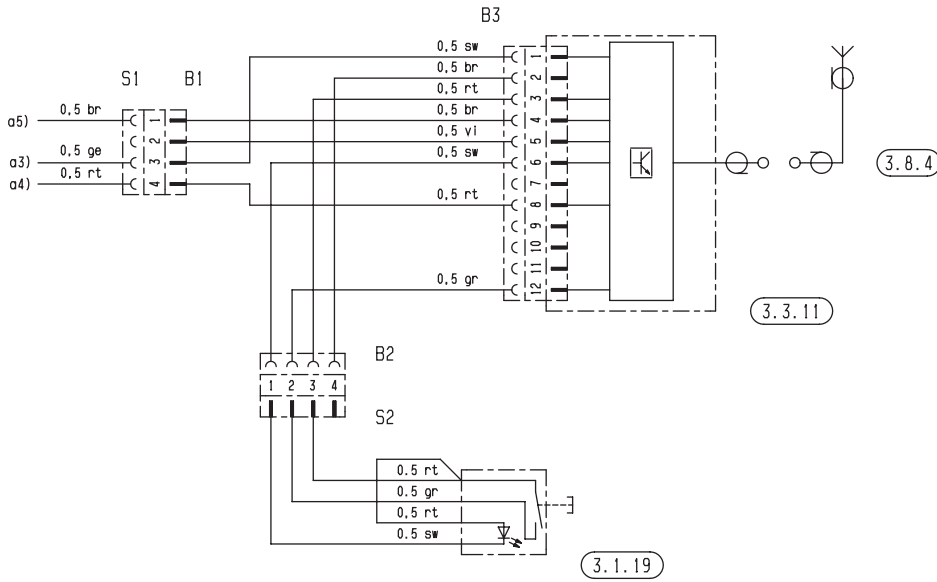 B3
0,5 sw
1
0,5 br
2
S1 B1
0,5 rt
3
a5) 0,5 br
1
0,5 br
4
2
0,5 vi
5
a3) 0,5 ge
3
0,5 sw
6
3.8.4
a4) 0,5 rt
4
7
0,5 rt
8
9
10
11
0,5 gr
12
3.3.11
B2
1 2 3 4
S2
0.5 rt
0.5 gr
0,5 rt
0.5 sw
3.1.19